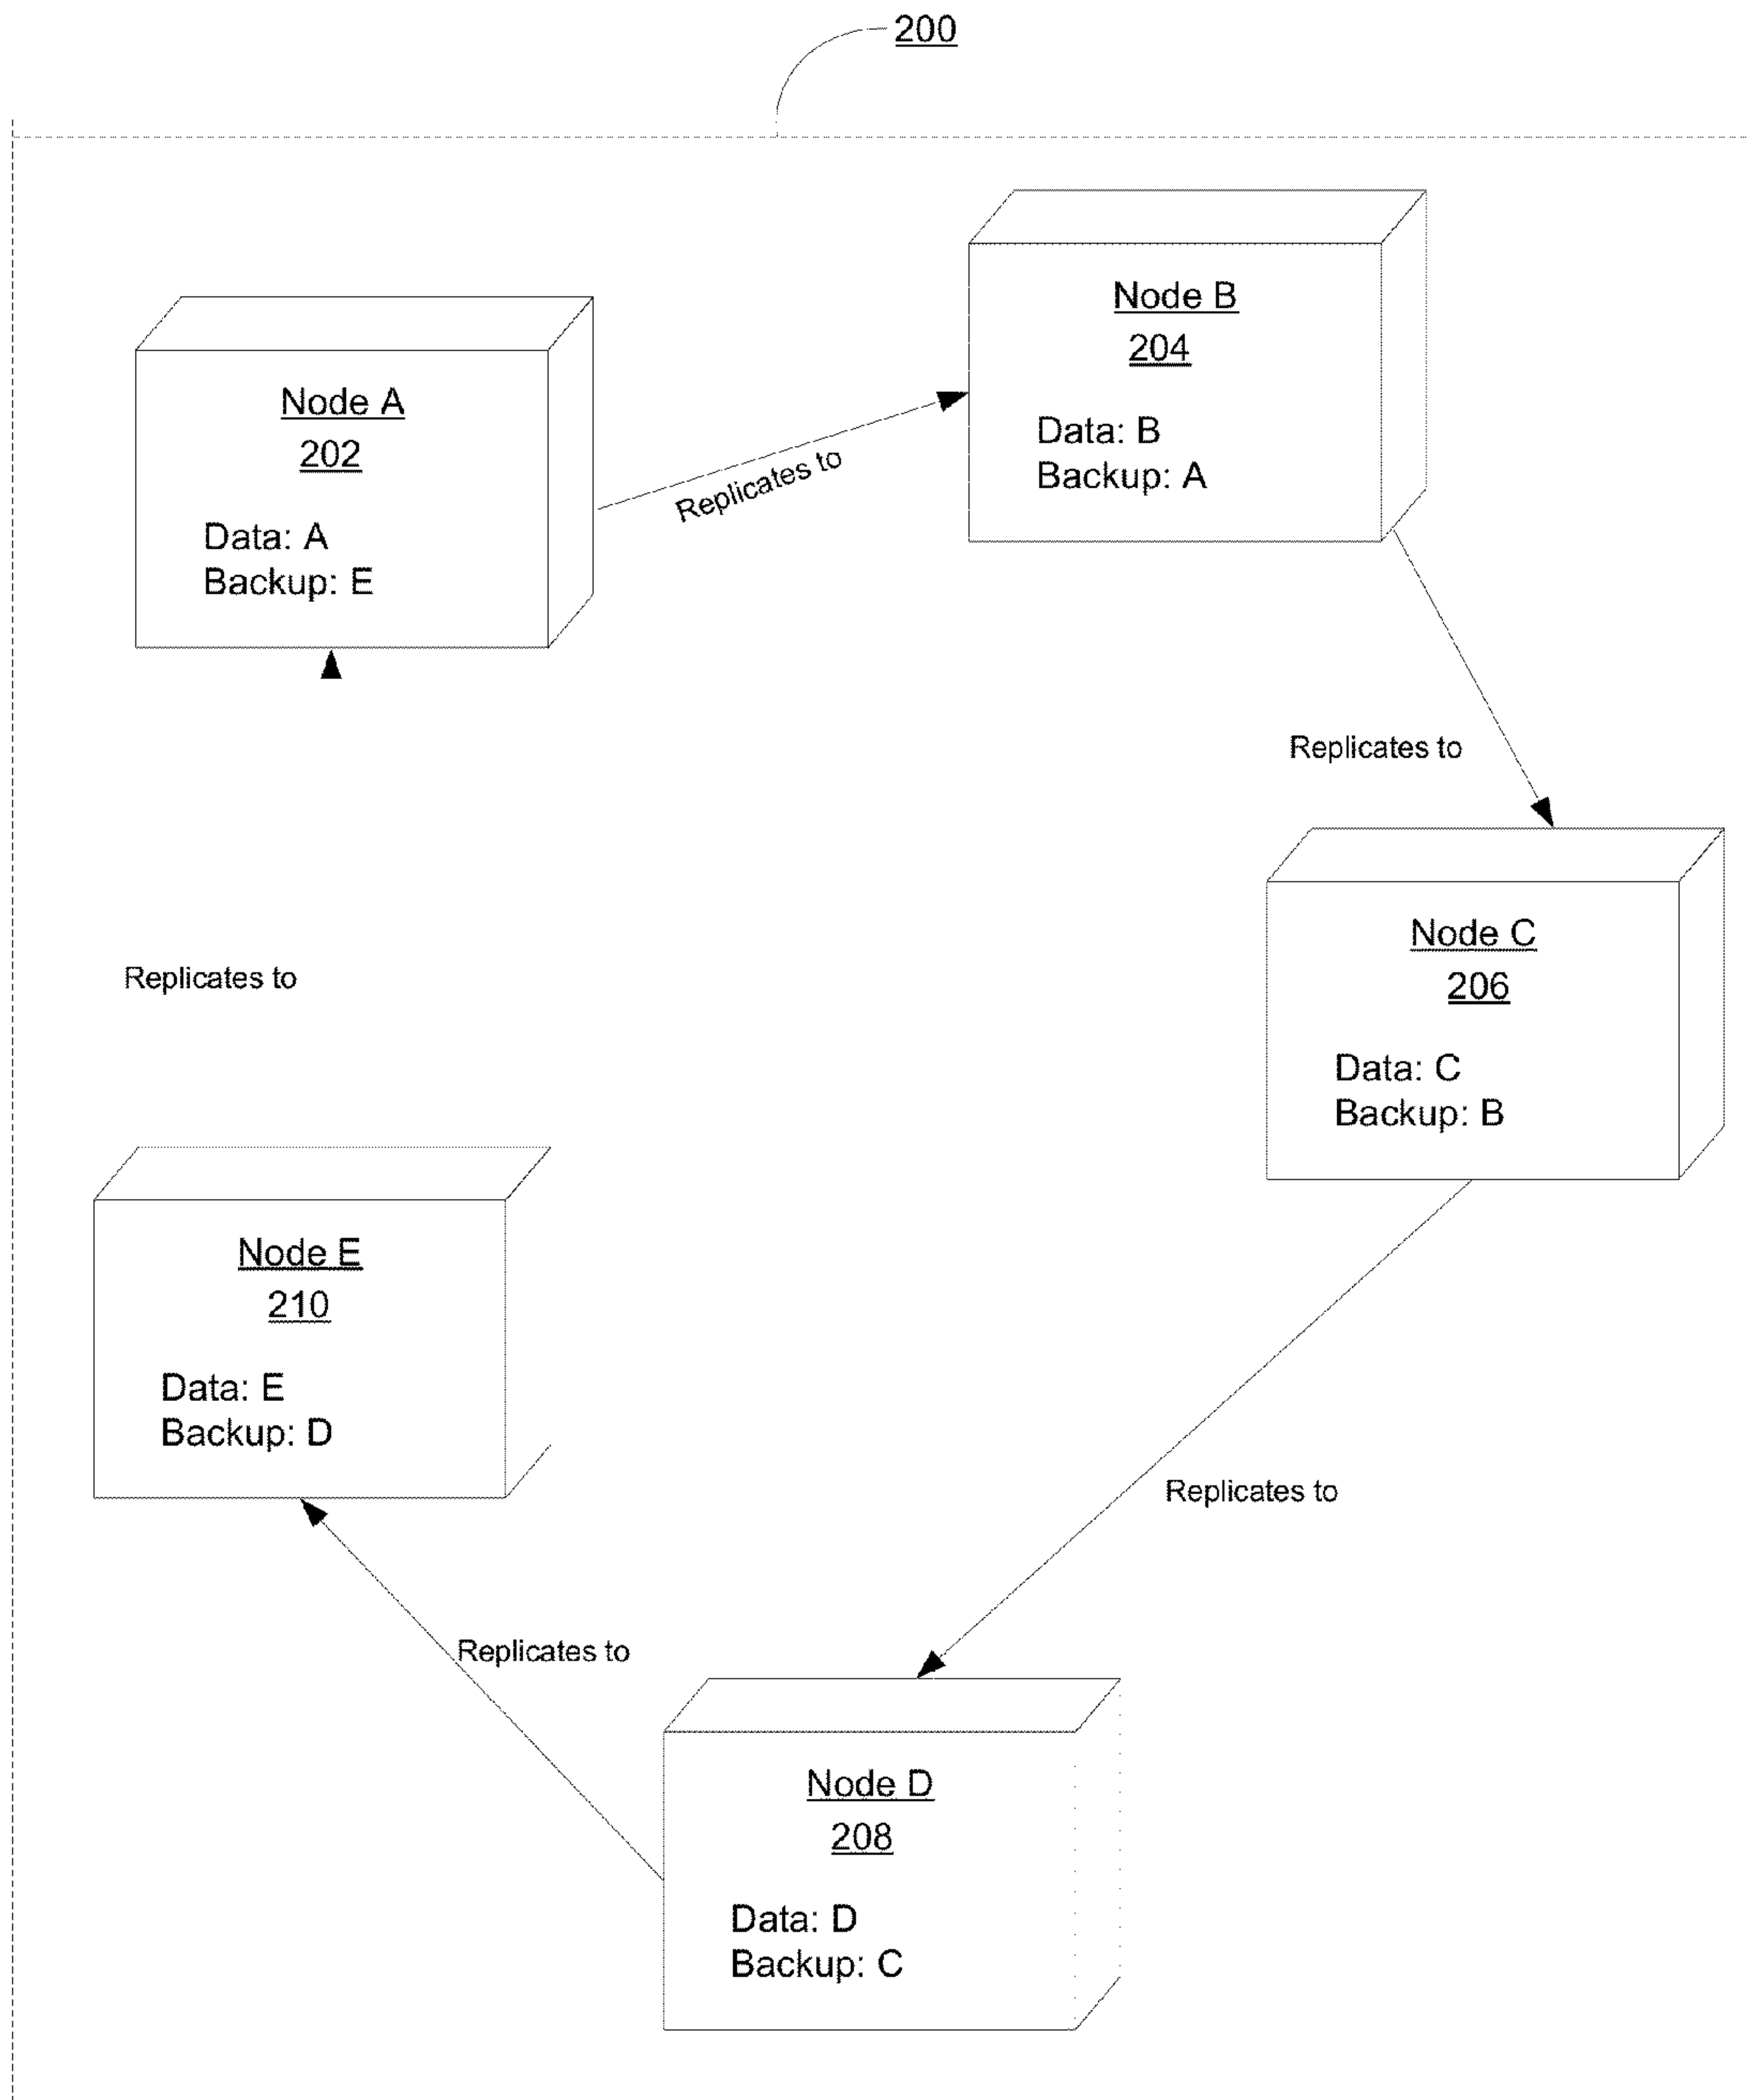 200
Node B
204
Data: B
Backup: A
Node A
202
Data: A
Backup: E
Replicates to
Replicates to
Node C
206
Data: C
Backup: B
Replicates to
Node E
210
Data: E
Backup: D
Replicates to
Replicates to
Node D
208
Data: D
Backup: C